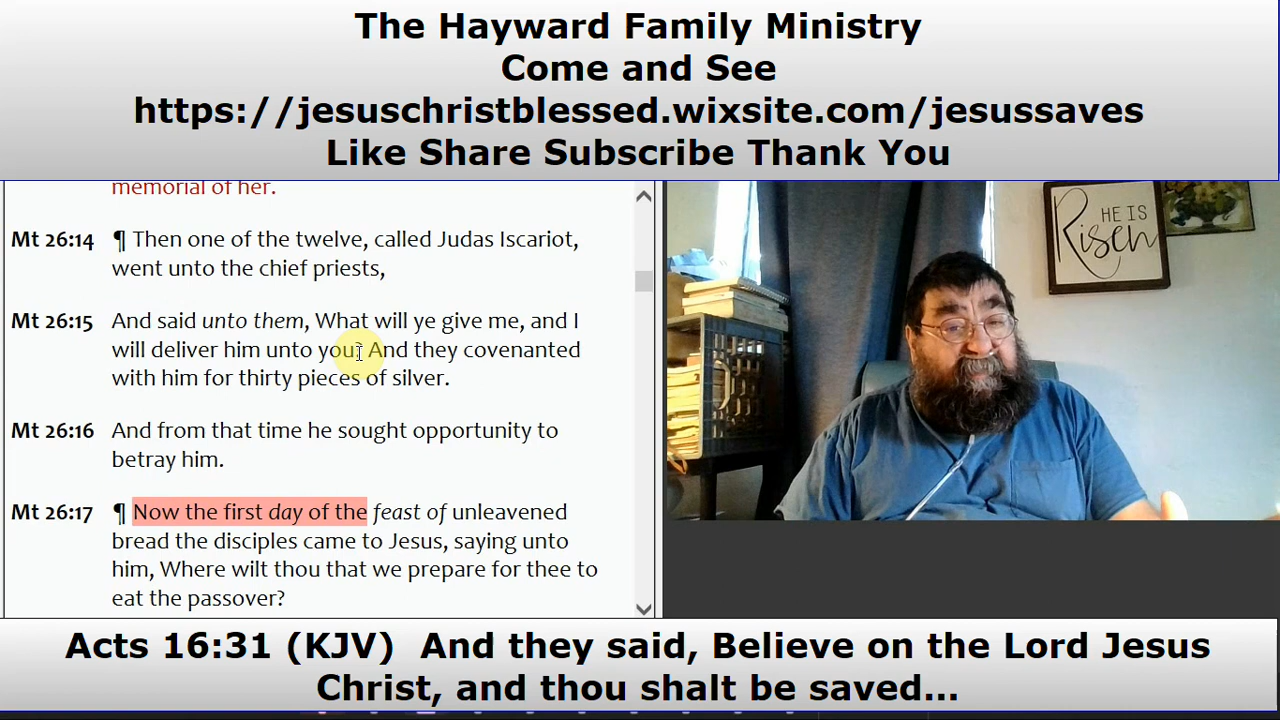 The Hayward Family Ministry
Come and See
https://jesuschristblessed.wixsite.com/jesussaves
Like Share Subscribe Thank You
memorial of her.
Mt 26:14 ¶ Then one of the twelve, called Judas Iscariot,
went unto the chief priests,
Mt 26:15 And said unto them, What will ye give me, and I
will deliver him unto you? And they covenanted
with him for thirty pieces of silver.
Mt 26:16 And from that time he sought opportunity to
betray him.
Mt 26:17 ¶ Now the first day of the feast of unleavened
bread the disciples came to Jesus, saying unto
him, Where wilt thou that we prepare for thee to
eat the passover?
HE IS
Risen
Acts 16:31 (KJV) And they said, Believe on the Lord Jesus
Christ, and thou shalt be saved...